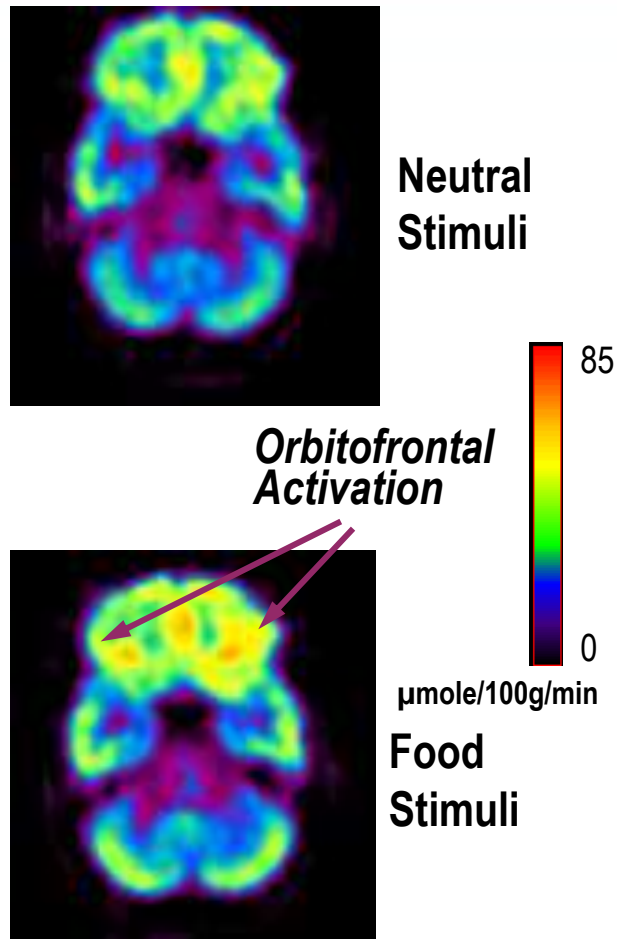 Neutral
Stimuli
85
Orbitofrontal
Activation
0
µmole/100g/min
Food
Stimuli